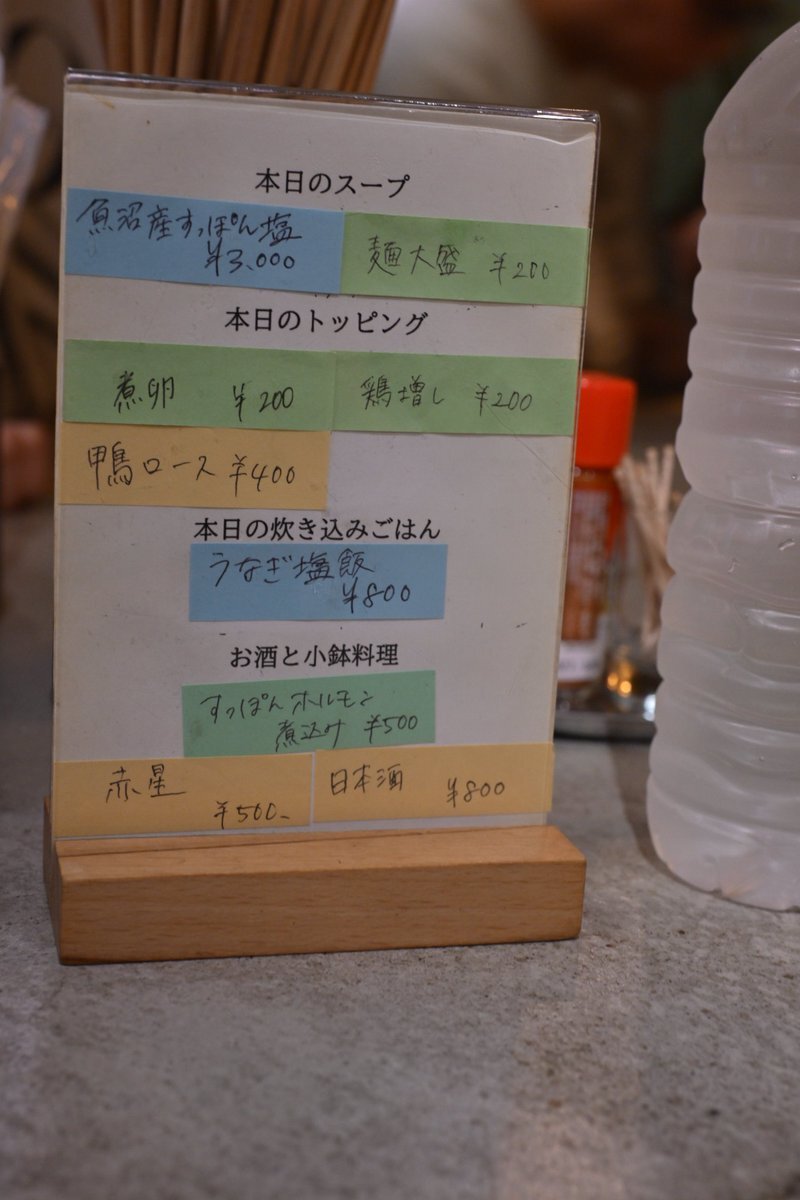 本日のスープ
魚沼産すっぽん塩
¥3,000
麺大盛 ¥200
本日のトッピング
煮卵 ¥200
鶏増し ¥200
鴨ロース ¥400
本日の炊き込みごはん
うなぎ塩飯
¥800
お酒と小鉢料理
すっぽんホルモン
煮込み ¥500
赤星
¥500-
日本酒 ¥800